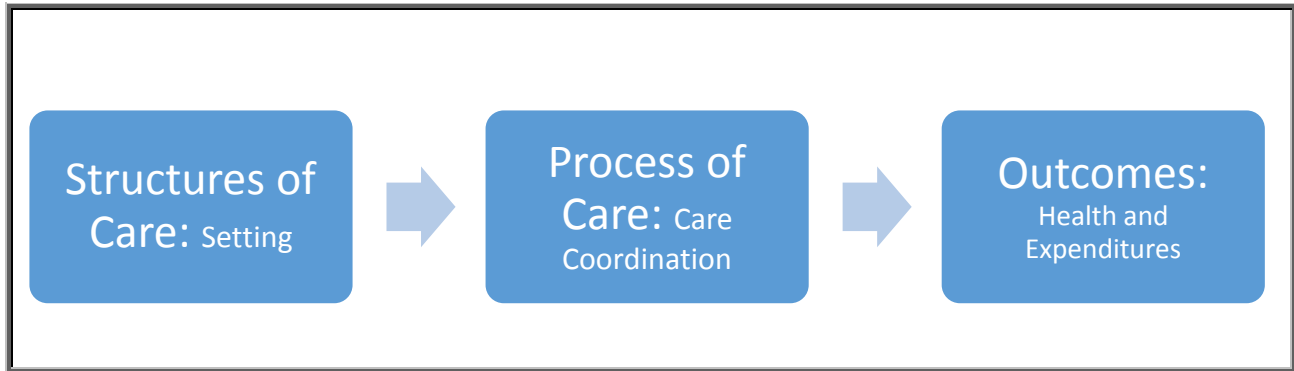 Structures of
Care: Setting
Process of
Care: Care
Coordination
Outcomes:
Health and
Expenditures